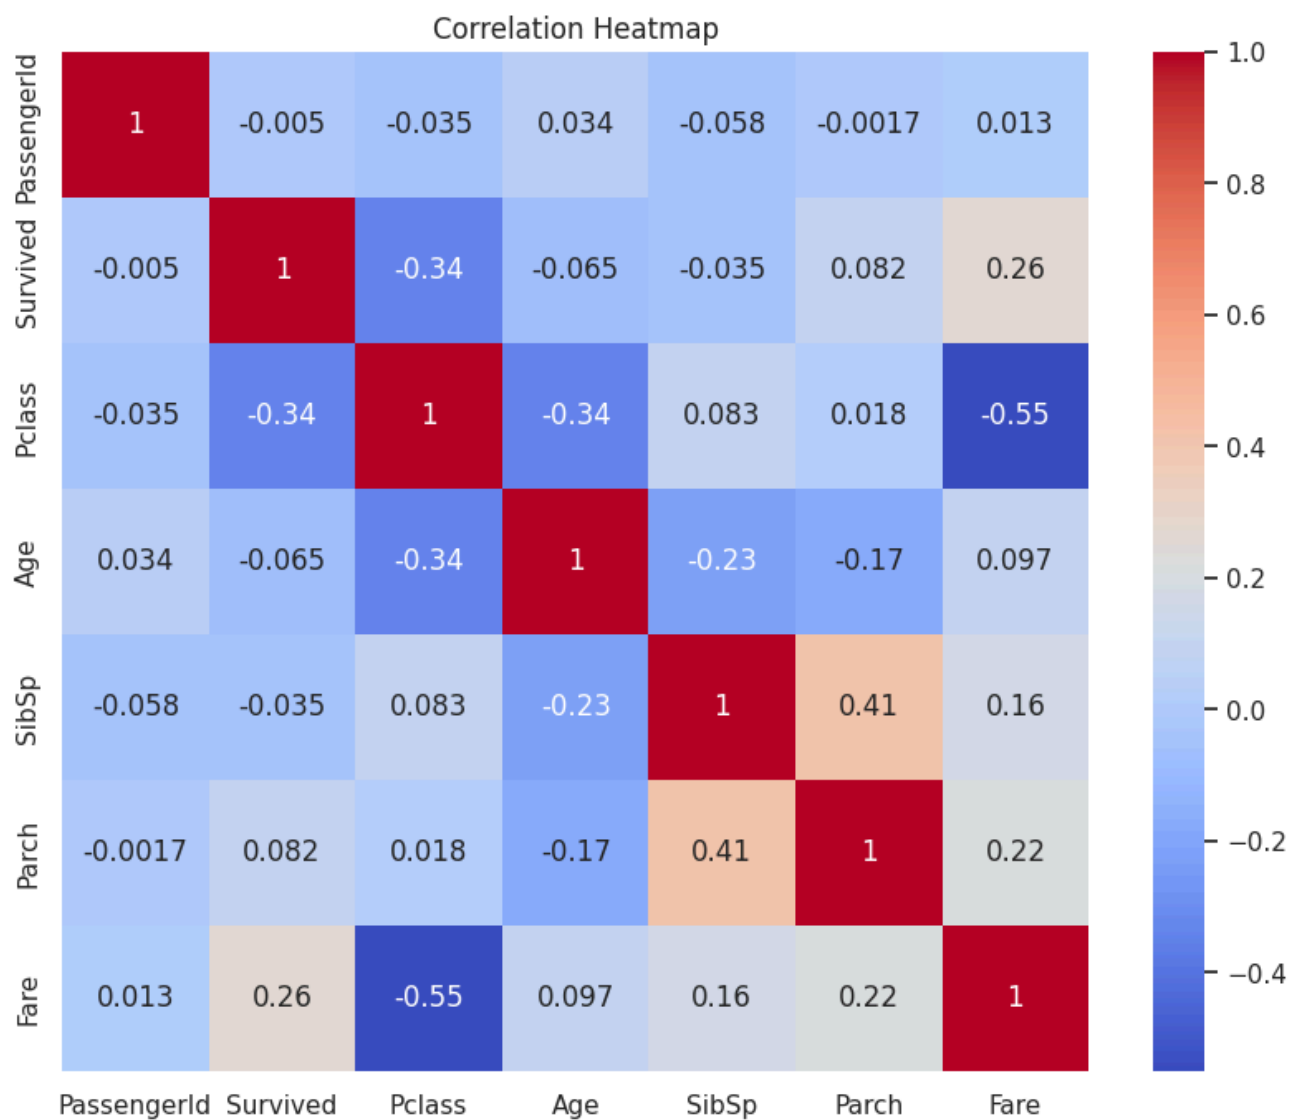 Correlation Heatmap
PassengerId 1 -0.005 -0.035 0.034 -0.058 -0.0017 0.013
Survived -0.005 1 -0.34 -0.065 -0.035 0.082 0.26
Pclass -0.035 -0.34 1 -0.34 0.083 0.018 -0.55
Age 0.034 -0.065 -0.34 1 -0.23 -0.17 0.097
SibSp -0.058 -0.035 0.083 -0.23 1 0.41 0.16
Parch -0.0017 0.082 0.018 -0.17 0.41 1 0.22
Fare 0.013 0.26 -0.55 0.097 0.16 0.22 1
PassengerId Survived Pclass Age SibSp Parch Fare
1.0
0.8
0.6
0.4
0.2
0.0
−0.2
−0.4